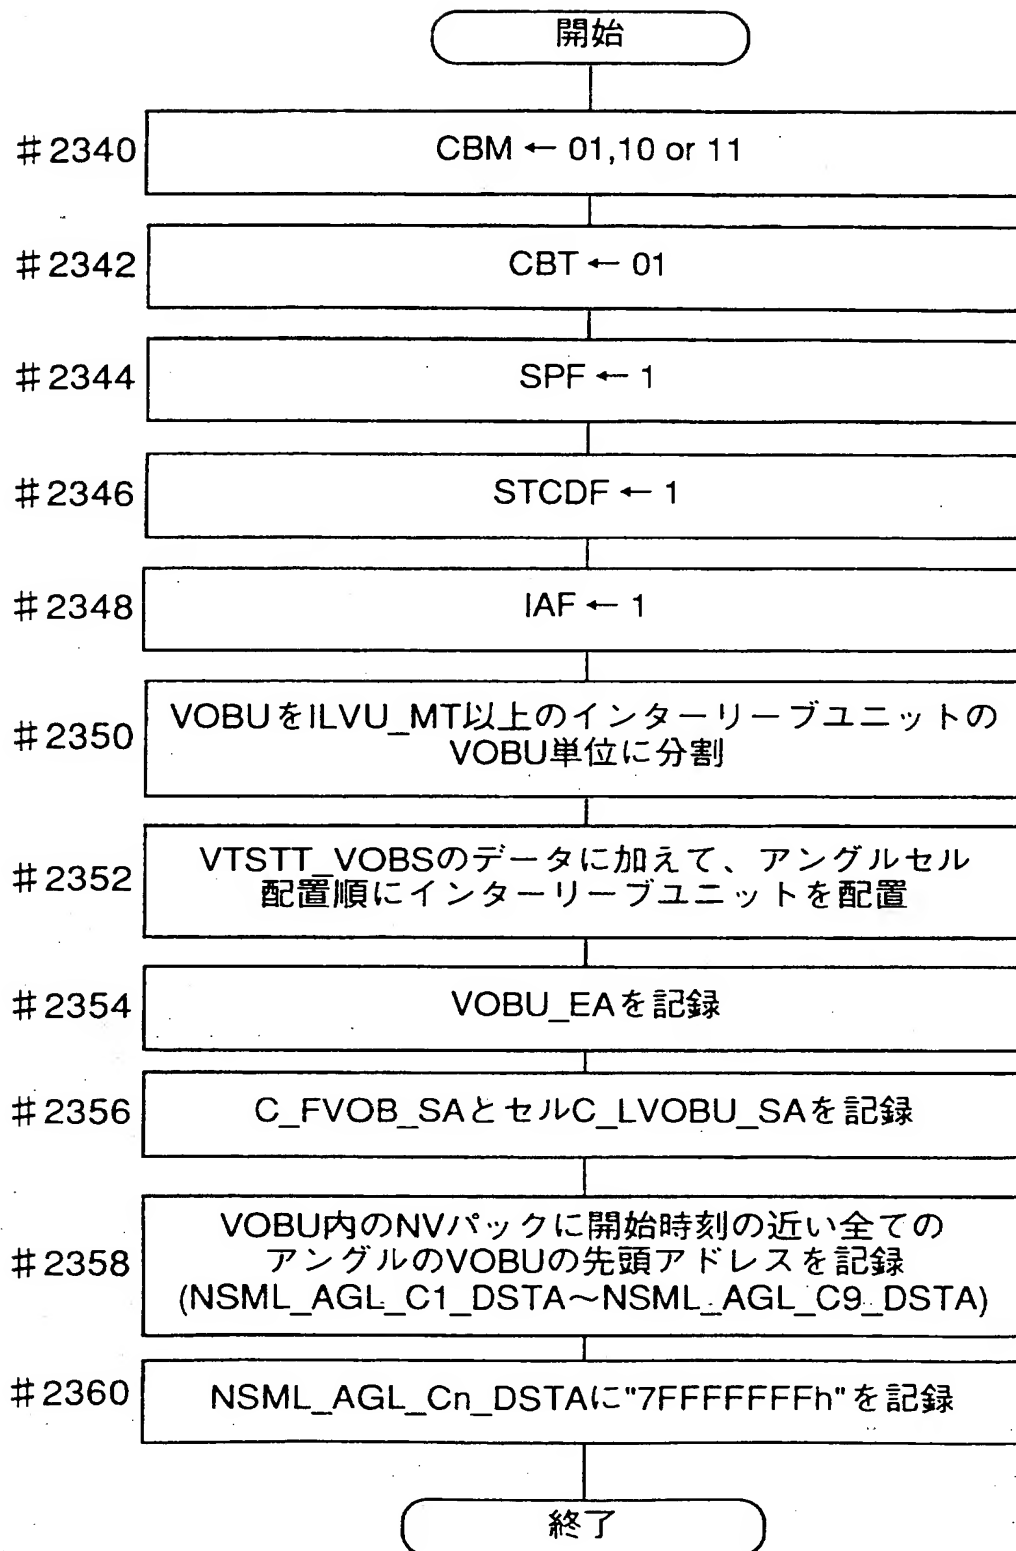 開始
#2340 CBM ← 01,10 or 11
#2342 CBT ← 01
#2344 SPF ← 1
#2346 STCDF ← 1
#2348 IAF ← 1
#2350 VOBUをILVU_MT以上のインターリーブユニットの
VOBU単位に分割
#2352 VTSTT_VOBSのデータに加えて、アングルセル
配置順にインターリーブユニットを配置
#2354 VOBU_EAを記録
#2356 C_FVOB_SAとセルC_LVOBU_SAを記録
#2358 VOBU内のNVパックに開始時刻の近い全ての
アングルのVOBUの先頭アドレスを記録
(NSML_AGL_C1_DSTA～NSML_AGL_C9_DSTA)
#2360 NSML_AGL_Cn_DSTAに"7FFFFFFFh"を記録
終了